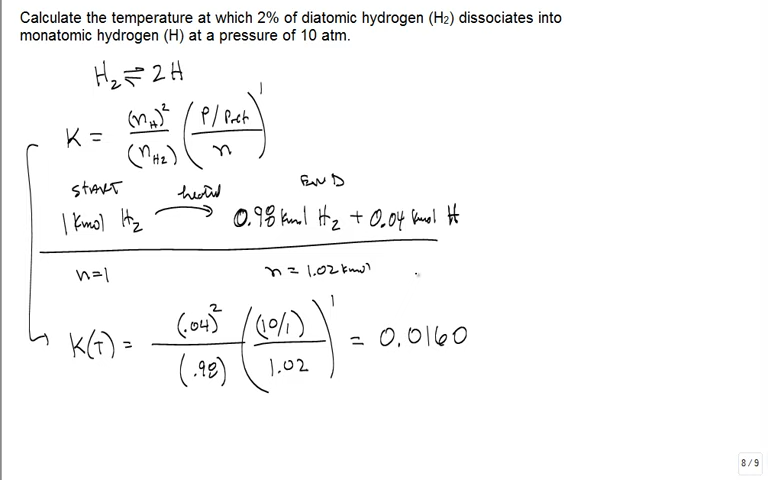 Calculate the temperature at which 2% of diatomic hydrogen (H₂) dissociates into
monatomic hydrogen (H) at a pressure of 10 atm.
H₂ ⇌ 2H
K = (n_H)² / (n_H2) ( P/Pref / n )¹
START heated END
1 kmol H₂ → 0.98 kmol H₂ + 0.04 kmol H
n=1 n = 1.02 kmol
K(T) = (.04)² / (.98) ( (10/1) / 1.02 )¹ = 0.0160
8 / 9